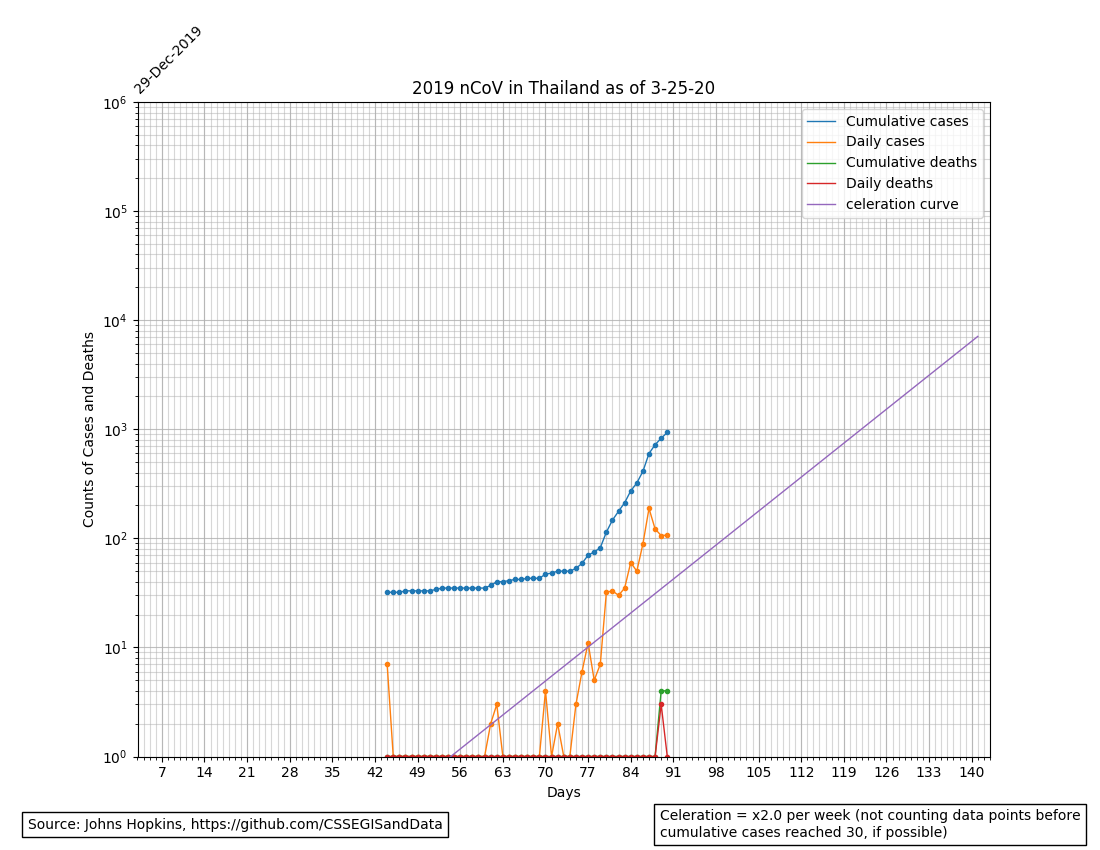 29-Dec-2019
2019 nCoV in Thailand as of 3-25-20
Cumulative cases
Daily cases
Cumulative deaths
Daily deaths
celeration curve
Counts of Cases and Deaths
10^6
10^5
10^4
10^3
10^2
10^1
10^0
7 14 21 28 35 42 49 56 63 70 77 84 91 98 105 112 119 126 133 140
Days
Source: Johns Hopkins, https://github.com/CSSEGISandData
Celeration = x2.0 per week (not counting data points before
cumulative cases reached 30, if possible)